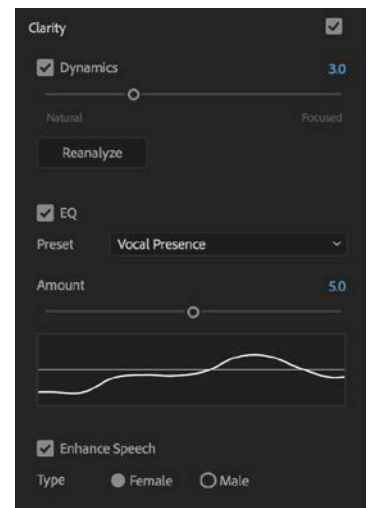 Clarity
Dynamics 3.0
Natural Focused
Reanalyze
EQ
Preset Vocal Presence
Amount 5.0
Enhance Speech
Type Female Male